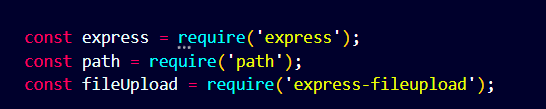 const express = require('express');
const path = require('path');
const fileUpload = require('express-fileupload');